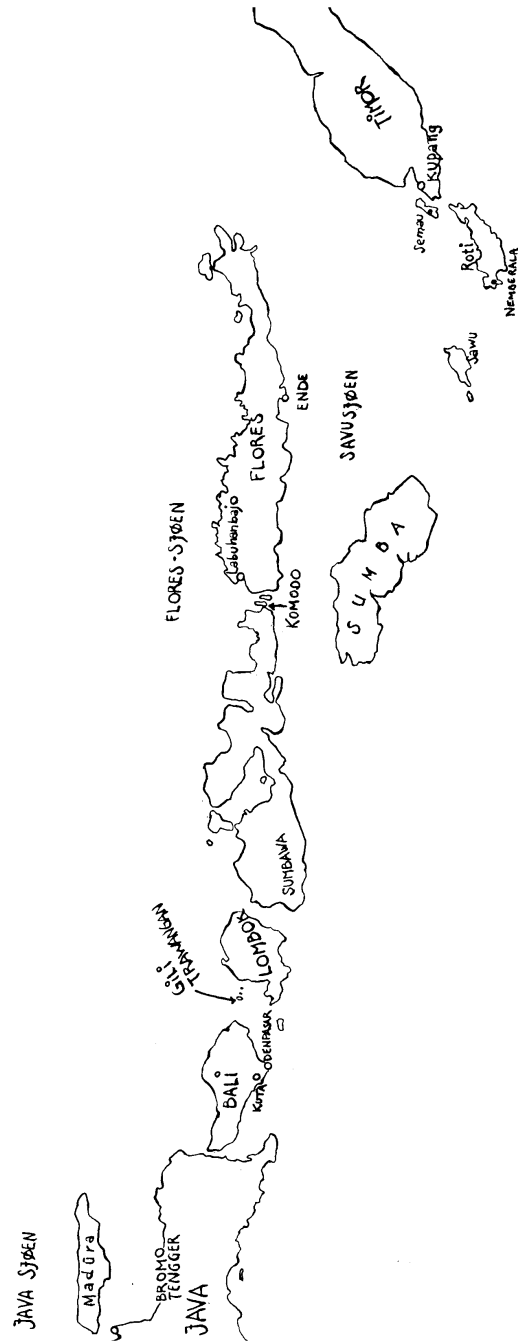 JAVA SJØEN
Madūra
BROMO
TENGGER
JAVA
BALI
KUTA
DENPASAR
GILI
TRAWANGAN
LOMBOK
SUMBAWA
FLORES-SJØEN
KOMODO
Labuhanbajo
FLORES
ENDE
SAVUSJØEN
SUMBA
Sawu
Roti
NEMBERALA
Semau
Kupang
TIMOR